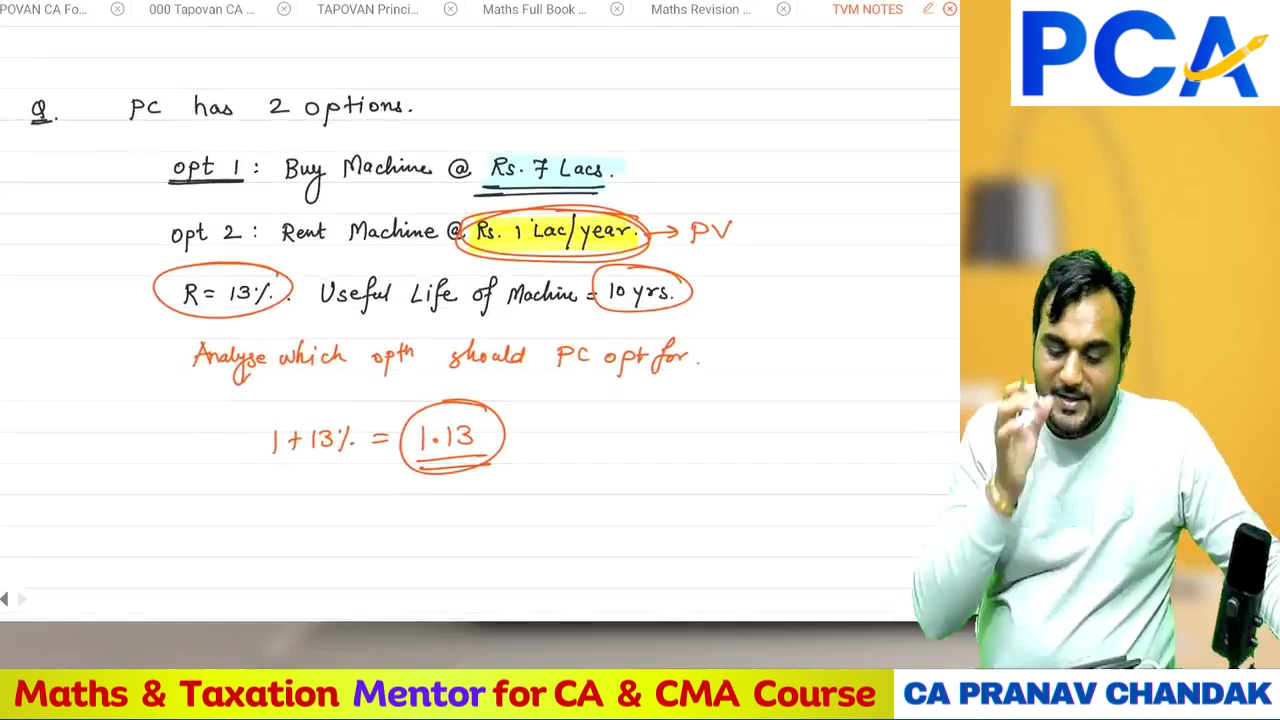 POVAN CA Fo...
000 Tapovan CA ...
TAPOVAN Princi...
Maths Full Book ...
Maths Revision ...
TVM NOTES
PCA
Q. PC has 2 options.
opt 1 : Buy Machine @ Rs. 7 Lacs.
opt 2 : Rent Machine @ Rs. 1 Lac/year. → PV
R = 13%. Useful Life of Machine = 10 yrs.
Analyse which optn should PC opt for.
1 + 13% = 1.13
Maths & Taxation Mentor for CA & CMA Course
CA PRANAV CHANDAK